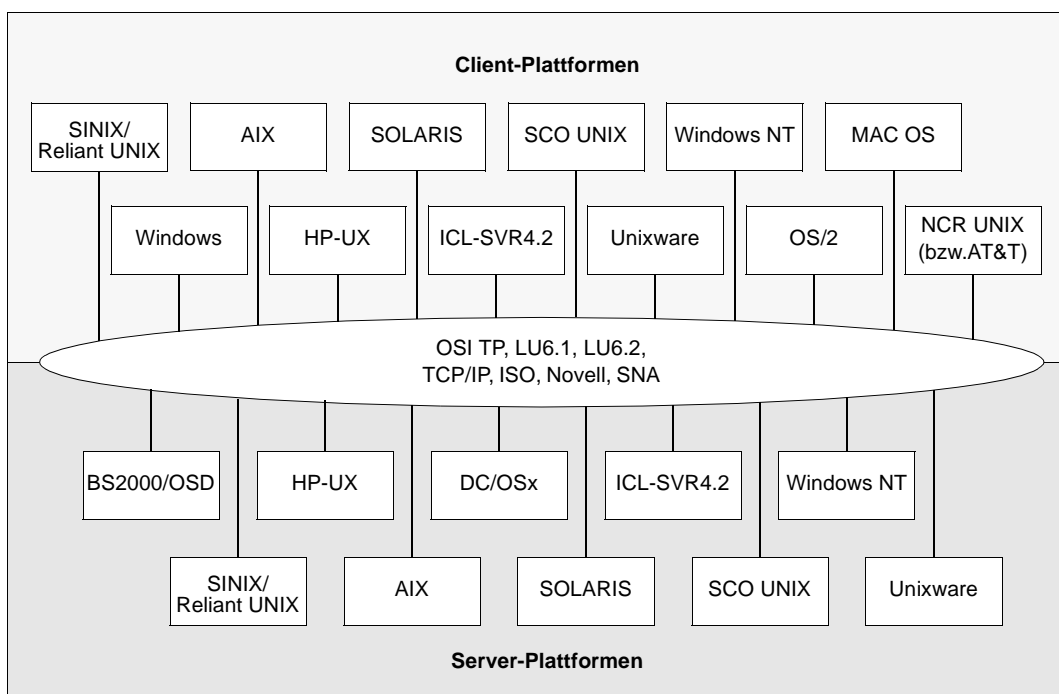 Client-Plattformen
SINIX/
Reliant UNIX
AIX
SOLARIS
SCO UNIX
Windows NT
MAC OS
Windows
HP-UX
ICL-SVR4.2
Unixware
OS/2
NCR UNIX
(bzw.AT&T)
OSI TP, LU6.1, LU6.2,
TCP/IP, ISO, Novell, SNA
BS2000/OSD
HP-UX
DC/OSx
ICL-SVR4.2
Windows NT
SINIX/
Reliant UNIX
AIX
SOLARIS
SCO UNIX
Unixware
Server-Plattformen